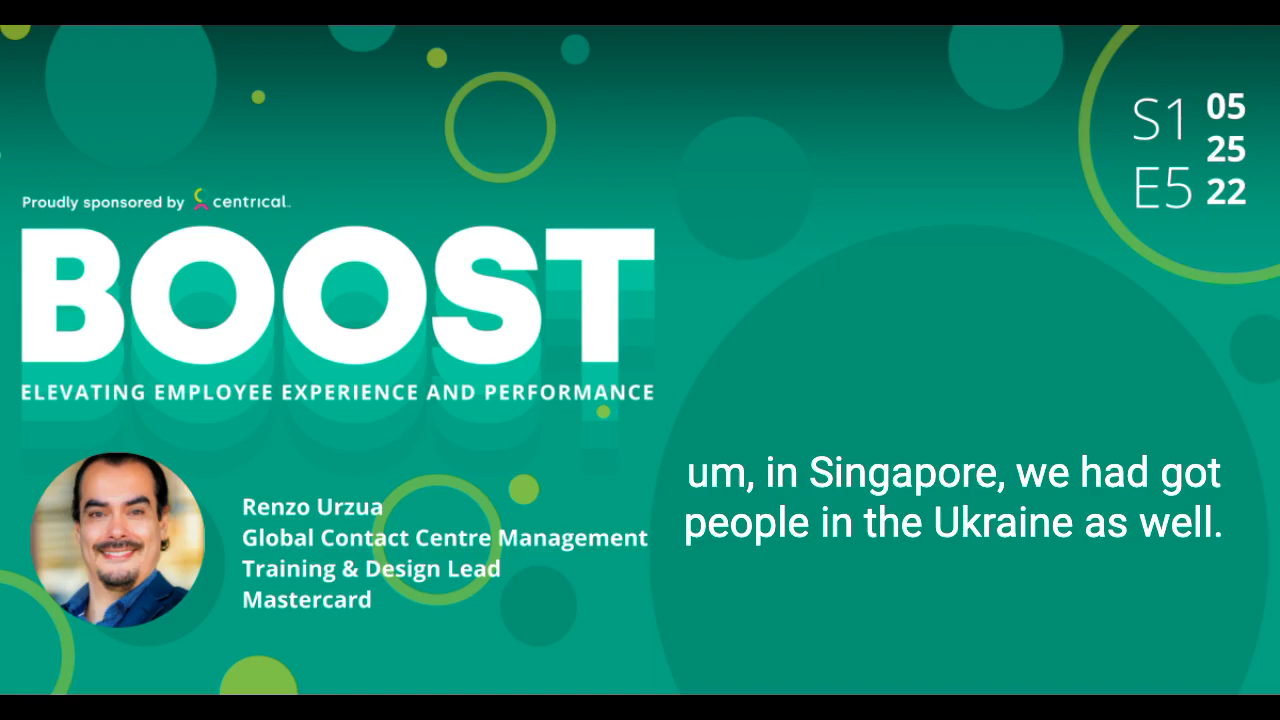 S1 05
25
E5 22
Proudly sponsored by centrical
BOOST
ELEVATING EMPLOYEE EXPERIENCE AND PERFORMANCE
Renzo Urzua
Global Contact Centre Management
Training & Design Lead
Mastercard
um, in Singapore, we had got
people in the Ukraine as well.